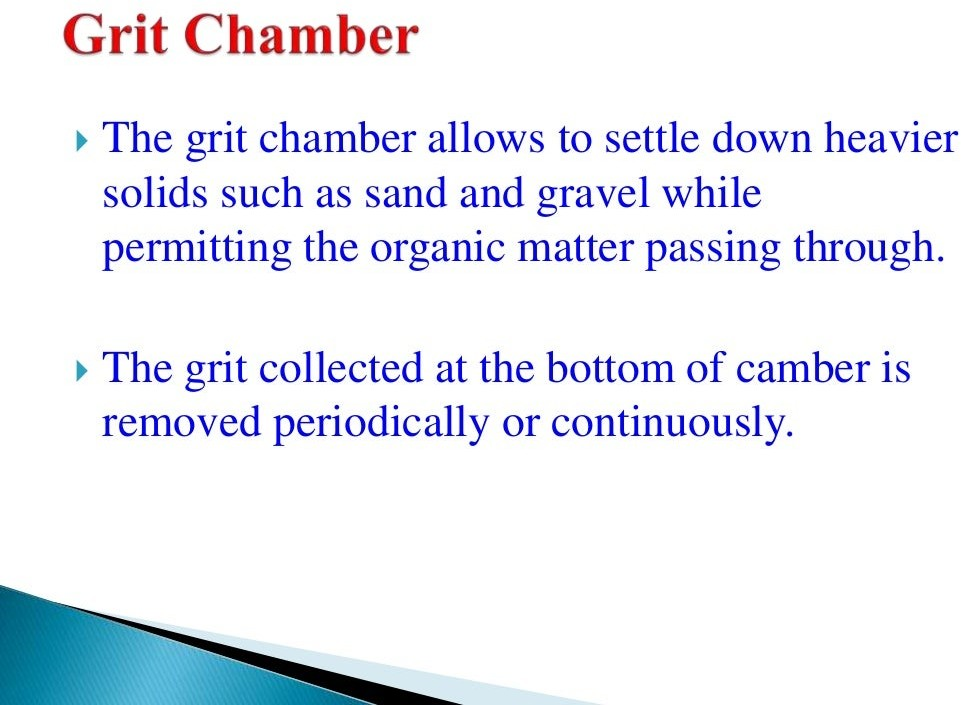 Grit Chamber
The grit chamber allows to settle down heavier
solids such as sand and gravel while
permitting the organic matter passing through.
The grit collected at the bottom of camber is
removed periodically or continuously.